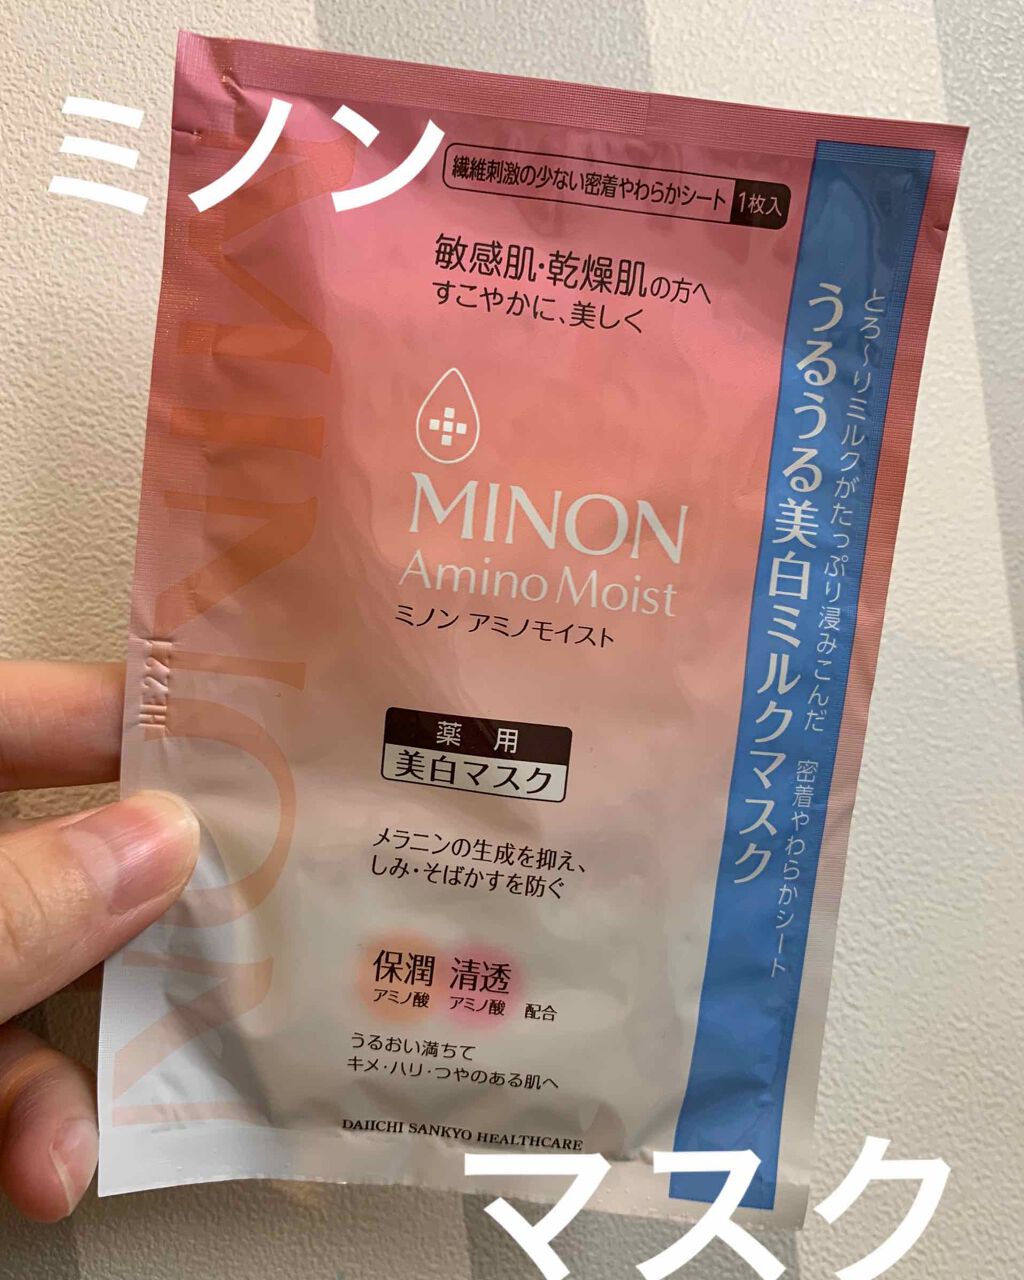 ミノン
繊維刺激の少ない密着やわらかシート 1枚入
敏感肌・乾燥肌の方へ
すこやかに、美しく
MINON
Amino Moist
ミノン アミノモイスト
薬用
美白マスク
メラニンの生成を抑え、
しみ・そばかすを防ぐ
保潤 清透
アミノ酸 アミノ酸 配合
うるおい満ちて
キメ・ハリ・つやのある肌へ
DAIICHI SANKYO HEALTHCARE
とろ〜りミルクがたっぷり浸みこんだ 密着やわらかシート
うるうる美白ミルクマスク
MINON
マスク